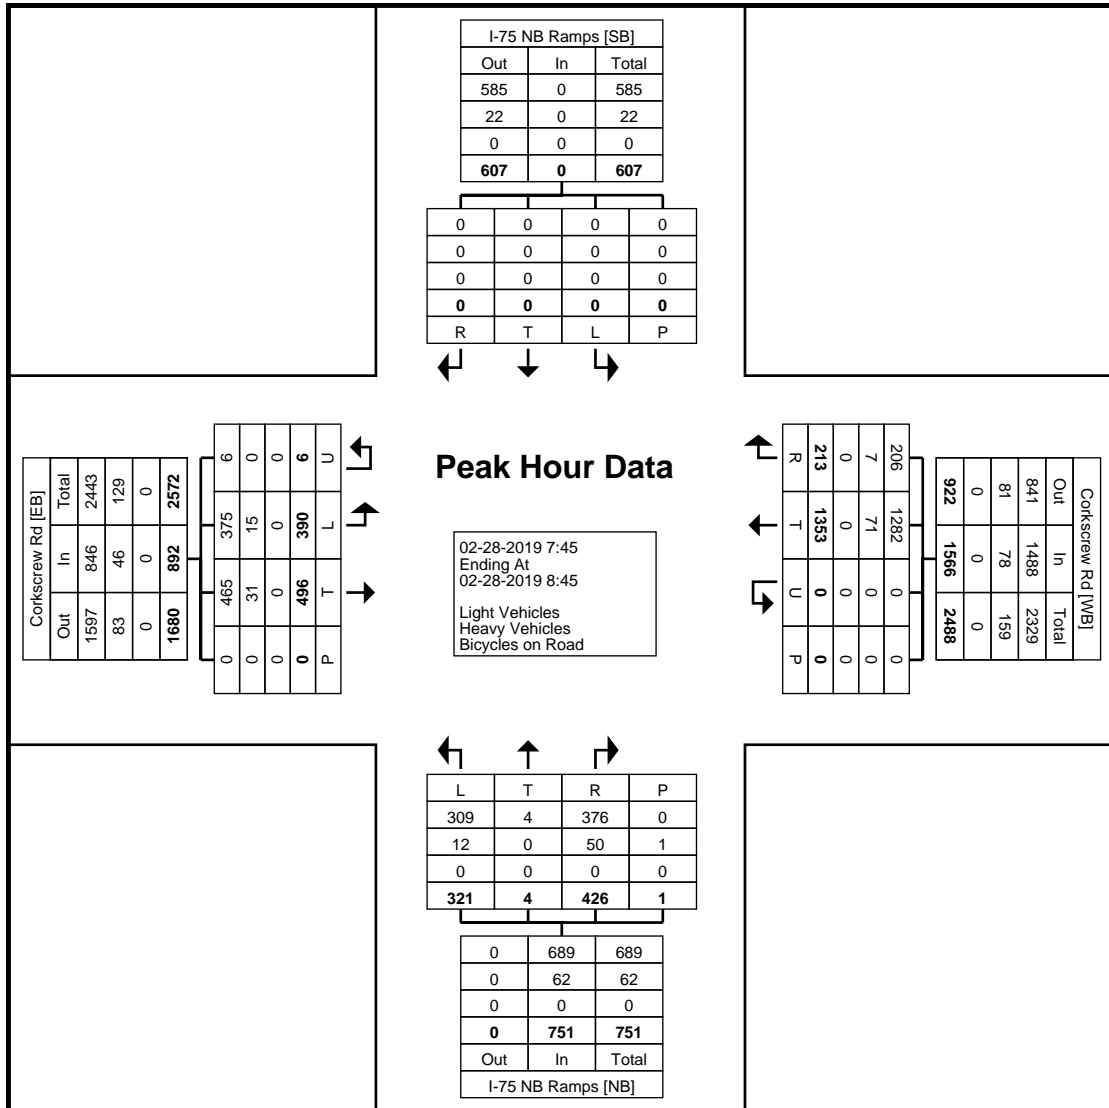 I-75 NB Ramps [SB]
Out In Total
585 0 585
22 0 22
0 0 0
607 0 607
0 0 0 0
0 0 0 0
0 0 0 0
0 0 0 0
R T L P
Corkscrew Rd [EB]
Out In Total
1597 846 2443
83 46 129
0 0 0
1680 892 2572
0 465 375 6
0 31 15 0
0 0 0 0
0 496 390 6
P T L U
Peak Hour Data
02-28-2019 7:45
Ending At
02-28-2019 8:45
Light Vehicles
Heavy Vehicles
Bicycles on Road
Corkscrew Rd [WB]
Out In Total
841 1488 2329
81 78 159
0 0 0
922 1566 2488
206 1282 0 0
7 71 0 0
0 0 0 0
213 1353 0 0
R T U P
L T R P
309 4 376 0
12 0 50 1
0 0 0 0
321 4 426 1
0 689 689
0 62 62
0 0 0
0 751 751
Out In Total
I-75 NB Ramps [NB]